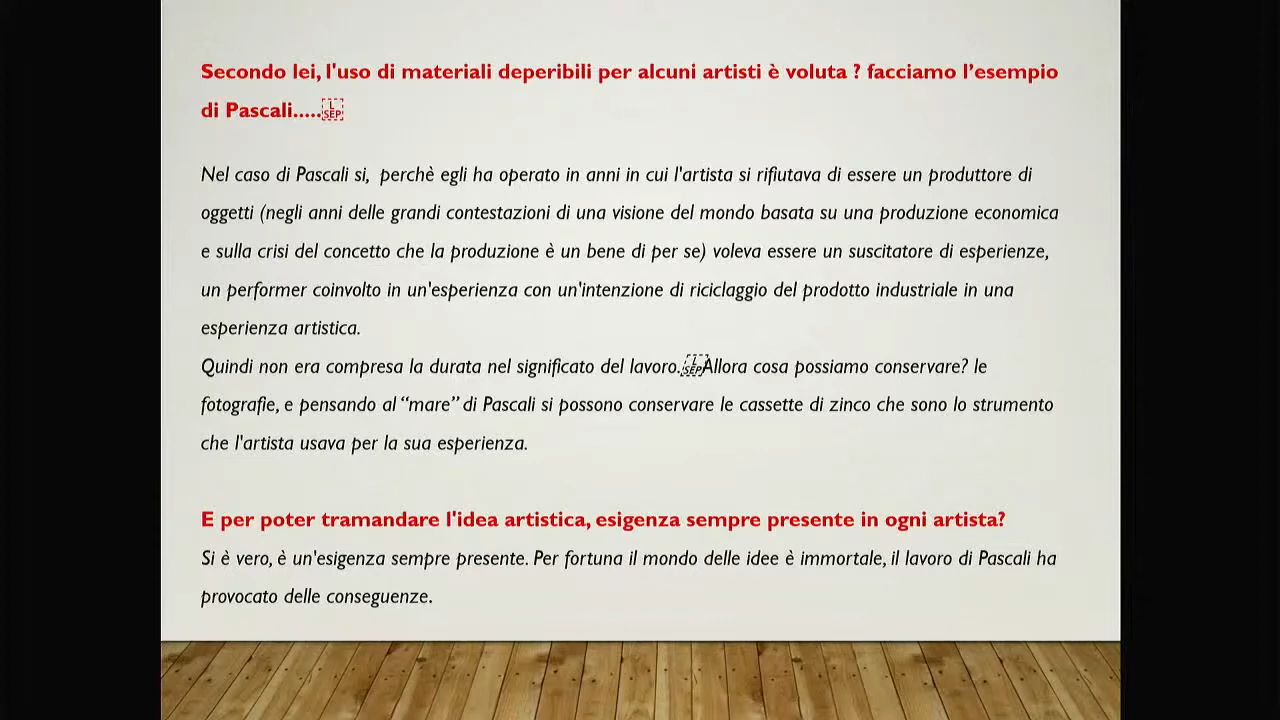 Secondo lei, l'uso di materiali deperibili per alcuni artisti è voluta ? facciamo l’esempio
di Pascali.....
Nel caso di Pascali si,  perchè egli ha operato in anni in cui l'artista si rifiutava di essere un produttore di
oggetti (negli anni delle grandi contestazioni di una visione del mondo basata su una produzione economica
e sulla crisi del concetto che la produzione è un bene di per se) voleva essere un suscitatore di esperienze,
un performer coinvolto in un'esperienza con un'intenzione di riciclaggio del prodotto industriale in una
esperienza artistica.
Quindi non era compresa la durata nel significato del lavoro. Allora cosa possiamo conservare? le
fotografie, e pensando al “mare” di Pascali si possono conservare le cassette di zinco che sono lo strumento
che l'artista usava per la sua esperienza.
E per poter tramandare l'idea artistica, esigenza sempre presente in ogni artista?
Si è vero, è un'esigenza sempre presente. Per fortuna il mondo delle idee è immortale, il lavoro di Pascali ha
provocato delle conseguenze.